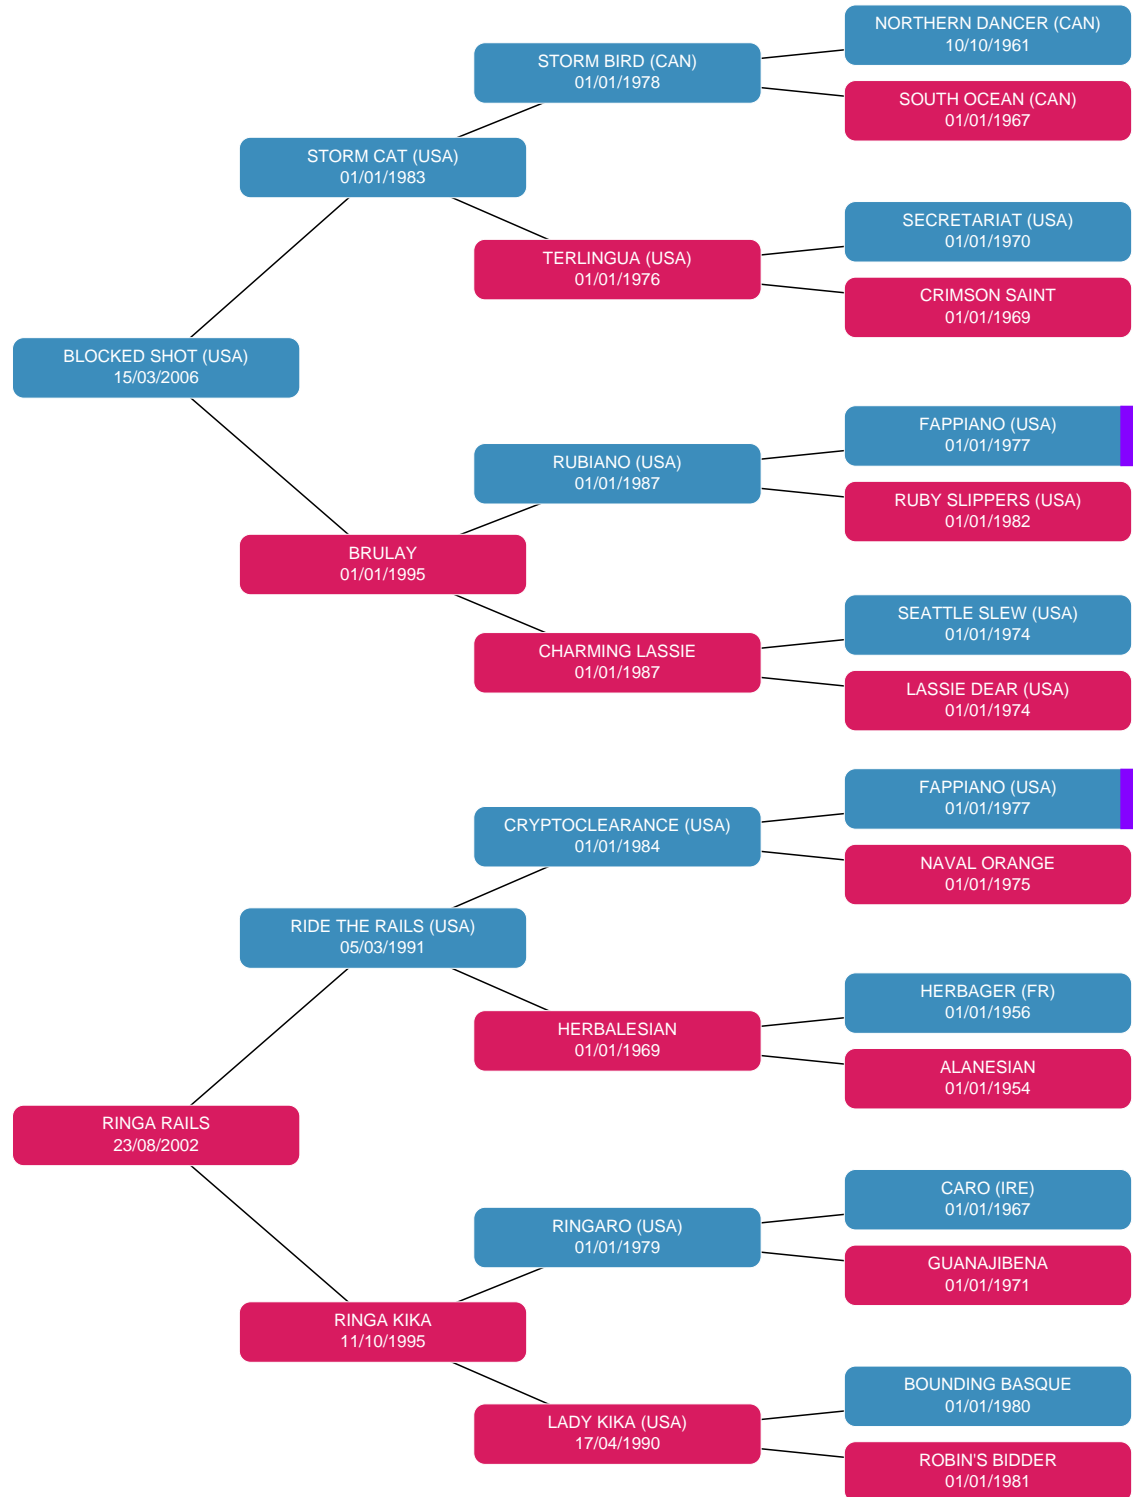 NORTHERN DANCER (CAN)
10/10/1961
STORM BIRD (CAN)
01/01/1978
SOUTH OCEAN (CAN)
01/01/1967
STORM CAT (USA)
01/01/1983
SECRETARIAT (USA)
01/01/1970
TERLINGUA (USA)
01/01/1976
CRIMSON SAINT
01/01/1969
BLOCKED SHOT (USA)
15/03/2006
FAPPIANO (USA)
01/01/1977
RUBIANO (USA)
01/01/1987
RUBY SLIPPERS (USA)
01/01/1982
BRULAY
01/01/1995
SEATTLE SLEW (USA)
01/01/1974
CHARMING LASSIE
01/01/1987
LASSIE DEAR (USA)
01/01/1974
FAPPIANO (USA)
01/01/1977
CRYPTOCLEARANCE (USA)
01/01/1984
NAVAL ORANGE
01/01/1975
RIDE THE RAILS (USA)
05/03/1991
HERBAGER (FR)
01/01/1956
HERBALESIAN
01/01/1969
ALANESIAN
01/01/1954
RINGA RAILS
23/08/2002
CARO (IRE)
01/01/1967
RINGARO (USA)
01/01/1979
GUANAJIBENA
01/01/1971
RINGA KIKA
11/10/1995
BOUNDING BASQUE
01/01/1980
LADY KIKA (USA)
17/04/1990
ROBIN'S BIDDER
01/01/1981